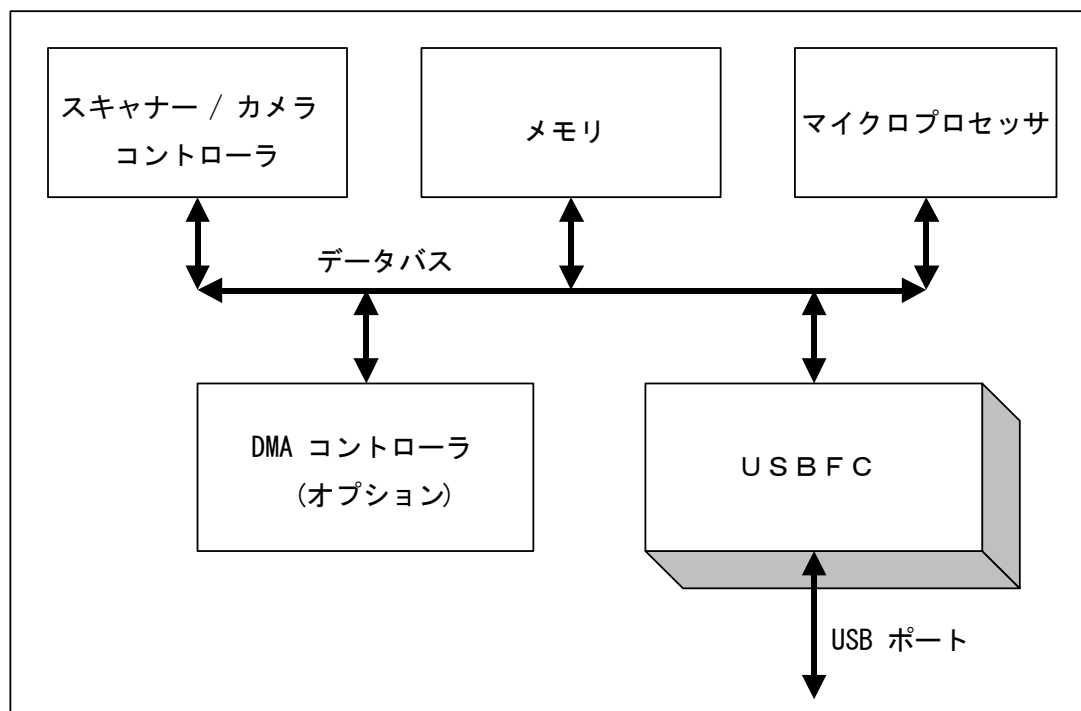 スキャナー / カメラ
コントローラ
メモリ
マイクロプロセッサ
データバス
DMA コントローラ
(オプション)
ＵＳＢＦＣ
USB ポート